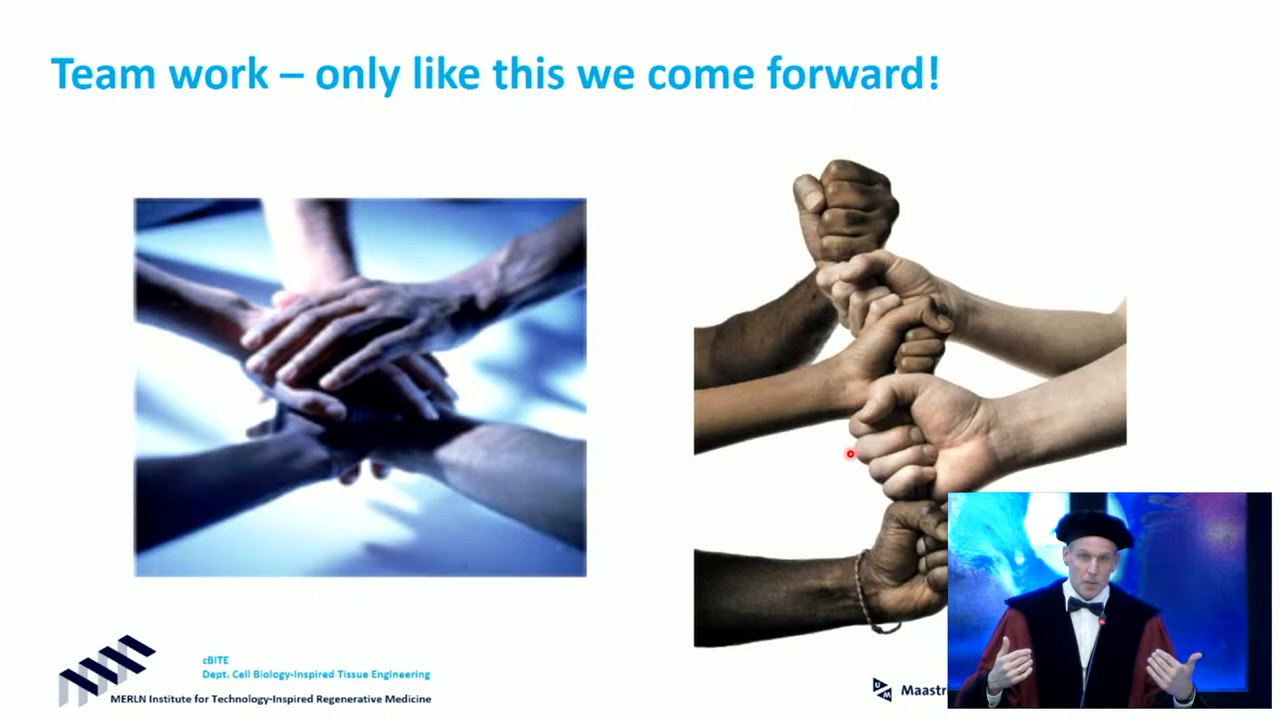 Team work – only like this we come forward!
cBITE
Dept. Cell Biology-Inspired Tissue Engineering
MERLN Institute for Technology-Inspired Regenerative Medicine